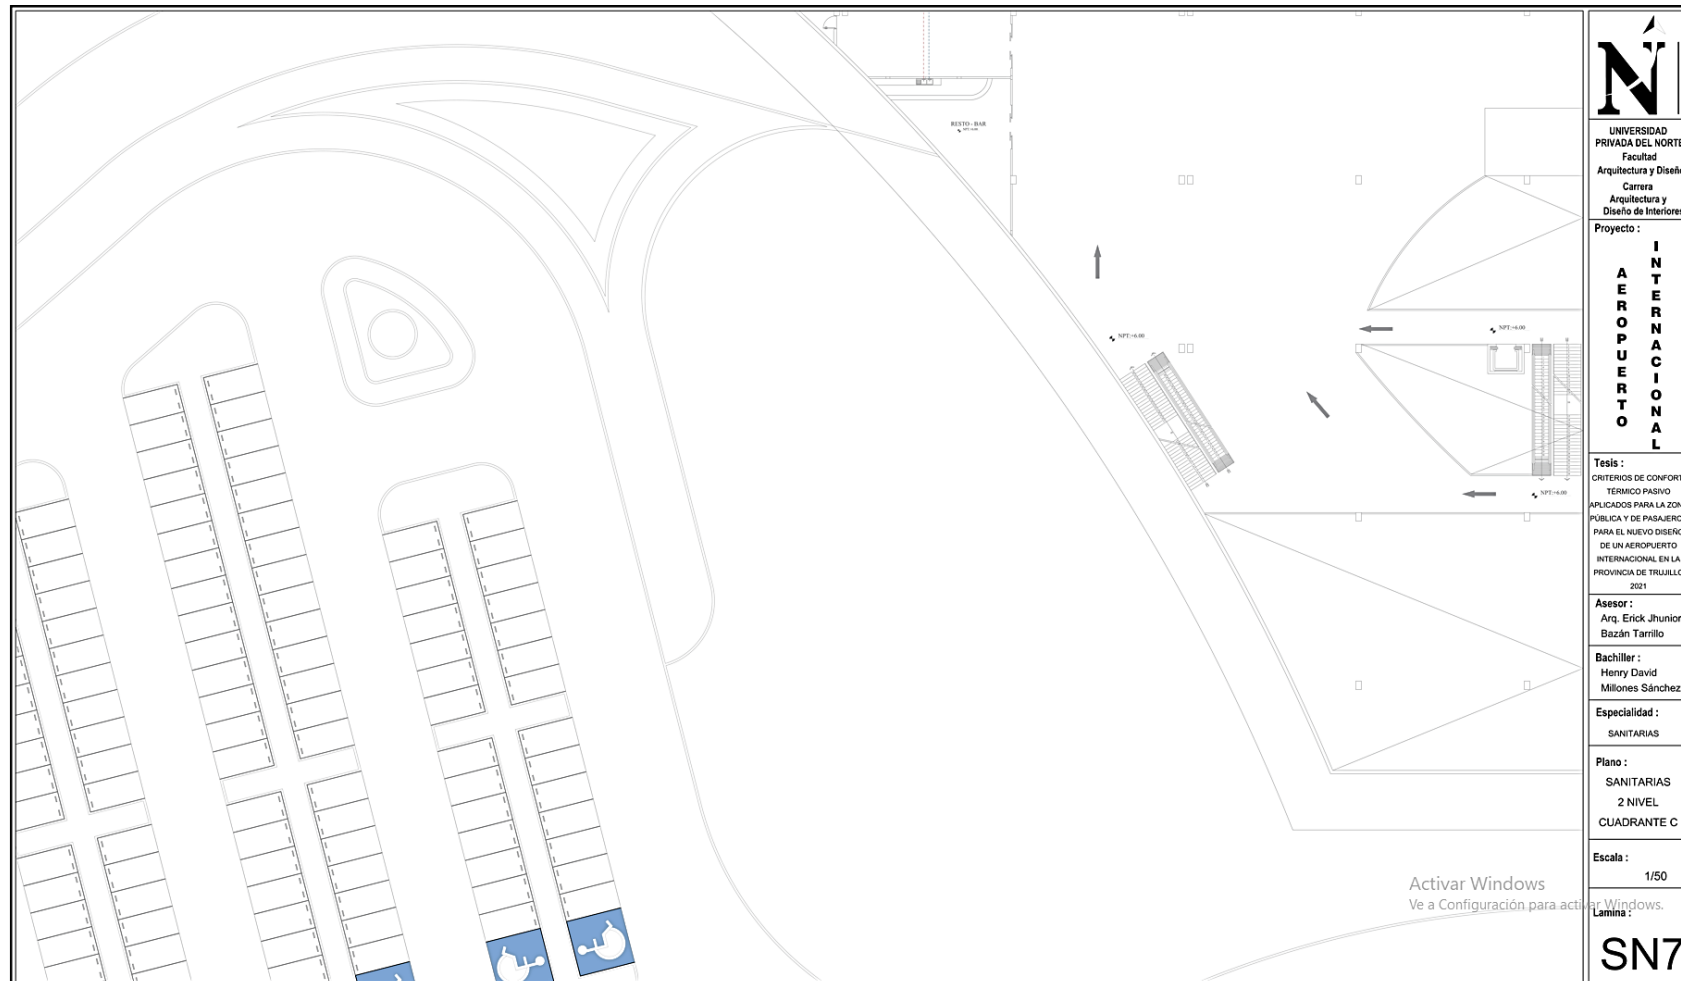 RESTO - BAR
NPT:+6.00
NPT:+6.00
NPT:+6.00
N
UNIVERSIDAD
PRIVADA DEL NORTE
Facultad
Arquitectura y Diseño
Carrera
Arquitectura y
Diseño de Interiores
Proyecto :
AEROPUERTO
INTERNACIONAL
Tesis :
CRITERIOS DE CONFORT
TÉRMICO PASIVO
APLICADOS PARA LA ZON
PÚBLICA Y DE PASAJERO
PARA EL NUEVO DISEÑO
DE UN AEROPUERTO
INTERNACIONAL EN LA
PROVINCIA DE TRUJILLO
2021
Asesor :
Arq. Erick Jhunior
Bazán Tarrillo
Bachiller :
Henry David
Millones Sánchez
Especialidad :
SANITARIAS
Plano :
SANITARIAS
2 NIVEL
CUADRANTE C
Escala :
1/50
Activar Windows
Ve a Configuración para activar Windows.
Lamina :
SN7